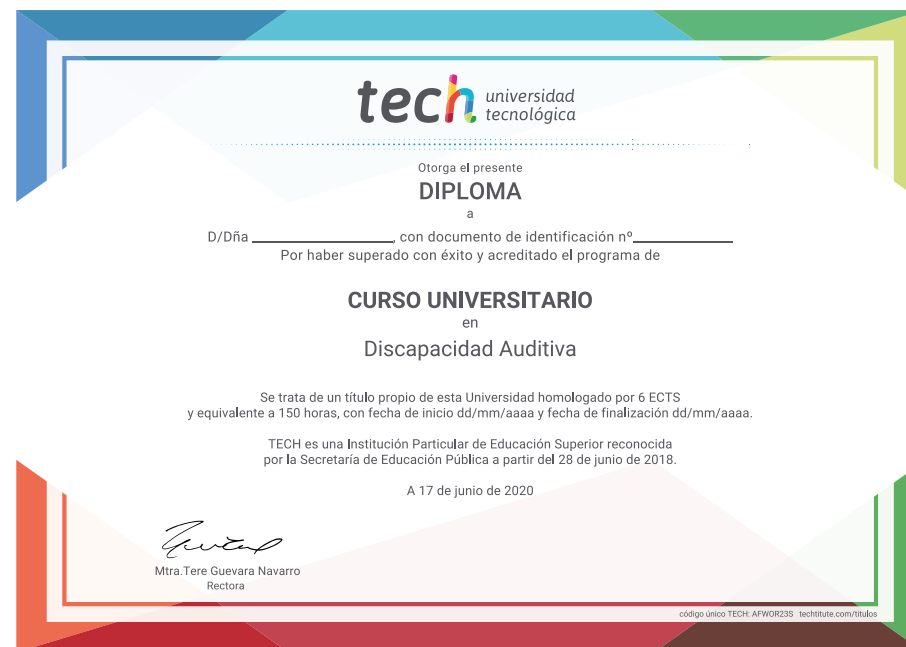 tech universidad
tecnológica
Otorga el presente
DIPLOMA
a
D/Dña ____________________, con documento de identificación nº______________
Por haber superado con éxito y acreditado el programa de
CURSO UNIVERSITARIO
en
Discapacidad Auditiva
Se trata de un título propio de esta Universidad homologado por 6 ECTS
y equivalente a 150 horas, con fecha de inicio dd/mm/aaaa y fecha de finalización dd/mm/aaaa.
TECH es una Institución Particular de Educación Superior reconocida
por la Secretaría de Educación Pública a partir del 28 de junio de 2018.
A 17 de junio de 2020
Mtra.Tere Guevara Navarro
Rectora
código único TECH: AFWOR23S techtitute.com/titulos